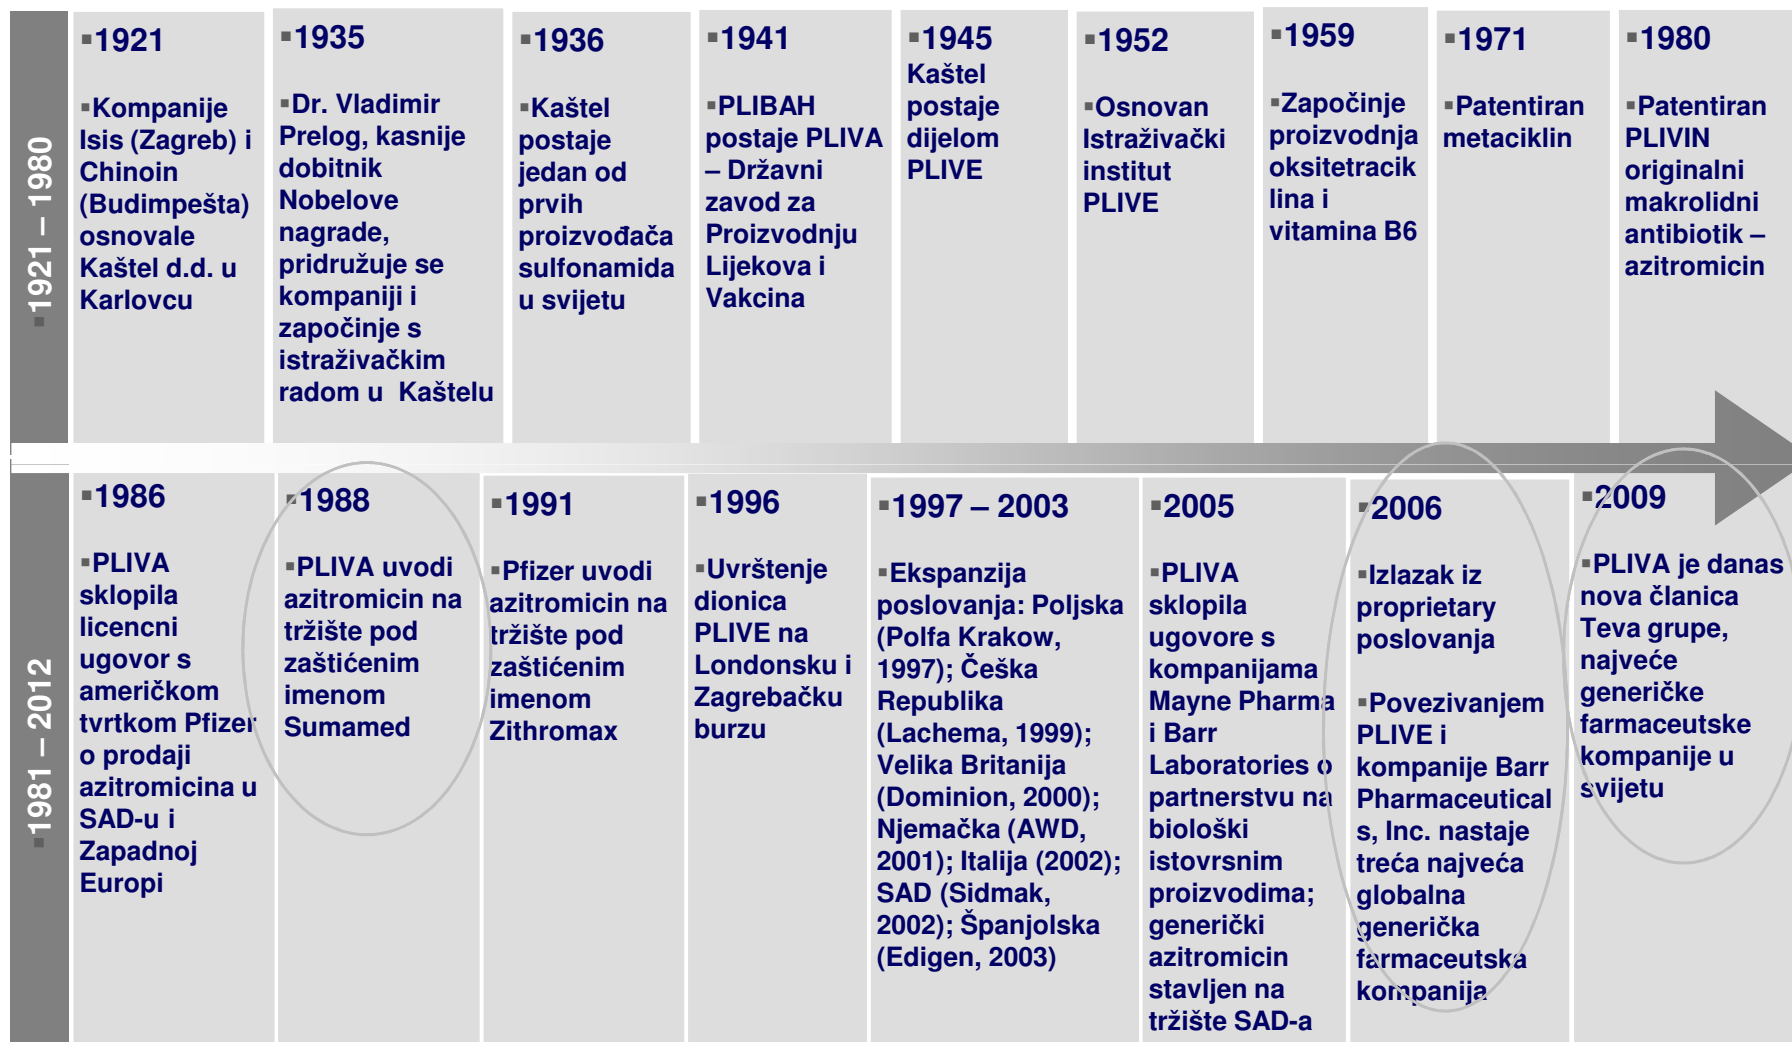 ▪1921 – 1980
▪1921
▪Kompanije
Isis (Zagreb) i
Chinoin
(Budimpešta)
osnovale
Kaštel d.d. u
Karlovcu
▪1935
▪Dr. Vladimir
Prelog, kasnije
dobitnik
Nobelove
nagrade,
pridružuje se
kompaniji i
započinje s
istraživačkim
radom u  Kaštelu
▪1936
▪Kaštel
postaje
jedan od
prvih
proizvođača
sulfonamida
u svijetu
▪1941
▪PLIBAH
postaje PLIVA
– Državni
zavod za
Proizvodnju
Lijekova i
Vakcina
▪1945
Kaštel
postaje
dijelom
PLIVE
▪1952
▪Osnovan
Istraživački
institut
PLIVE
▪1959
▪Započinje
proizvodnja
oksitetracik
lina i
vitamina B6
▪1971
▪Patentiran
metaciklin
▪1980
▪Patentiran
PLIVIN
originalni
makrolidni
antibiotik –
azitromicin
▪1981 – 2012
▪1986
▪PLIVA
sklopila
licencni
ugovor s
američkom
tvrtkom Pfizer
o prodaji
azitromicina u
SAD-u i
Zapadnoj
Europi
▪1988
▪PLIVA uvodi
azitromicin na
tržište pod
zaštićenim
imenom
Sumamed
▪1991
▪Pfizer uvodi
azitromicin na
tržište pod
zaštićenim
imenom
Zithromax
▪1996
▪Uvrštenje
dionica
PLIVE na
Londonsku i
Zagrebačku
burzu
▪1997 – 2003
▪Ekspanzija
poslovanja: Poljska
(Polfa Krakow,
1997); Češka
Republika
(Lachema, 1999);
Velika Britanija
(Dominion, 2000);
Njemačka (AWD,
2001); Italija (2002);
SAD (Sidmak,
2002); Španjolska
(Edigen, 2003)
▪2005
▪PLIVA
sklopila
ugovore s
kompanijama
Mayne Pharma
i Barr
Laboratories o
partnerstvu na
biološki
istovrsnim
proizvodima;
generički
azitromicin
stavljen na
tržište SAD-a
▪2006
▪Izlazak iz
proprietary
poslovanja
▪Povezivanjem
PLIVE i
kompanije Barr
Pharmaceutical
s, Inc. nastaje
treća najveća
globalna
generička
farmaceutska
kompanija
▪2009
▪PLIVA je danas
nova članica
Teva grupe,
najveće
generičke
farmaceutske
kompanije u
svijetu